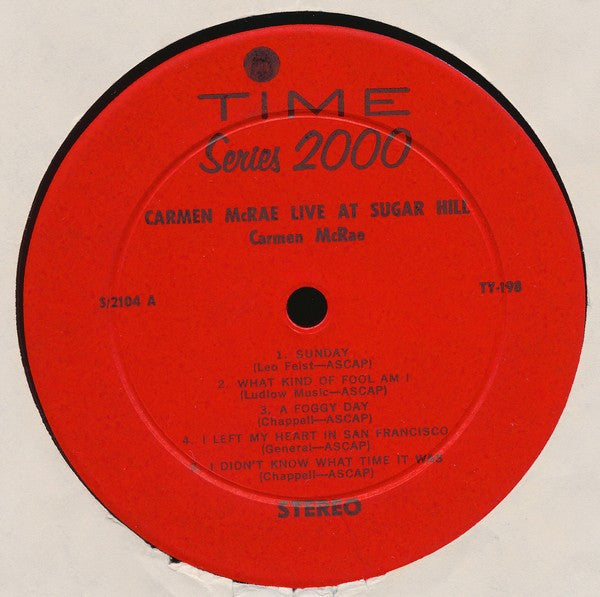 TIME
Series 2000
CARMEN McRAE LIVE AT SUGAR HILL
Carmen McRae
S/2104 A
TY-198
1. SUNDAY
(Leo Feist—ASCAP)
2. WHAT KIND OF FOOL AM I
(Ludlow Music—ASCAP)
3. A FOGGY DAY
(Chappell—ASCAP)
4. I LEFT MY HEART IN SAN FRANCISCO
(General—ASCAP)
5. I DIDN'T KNOW WHAT TIME IT WAS
(Chappell—ASCAP)
STEREO